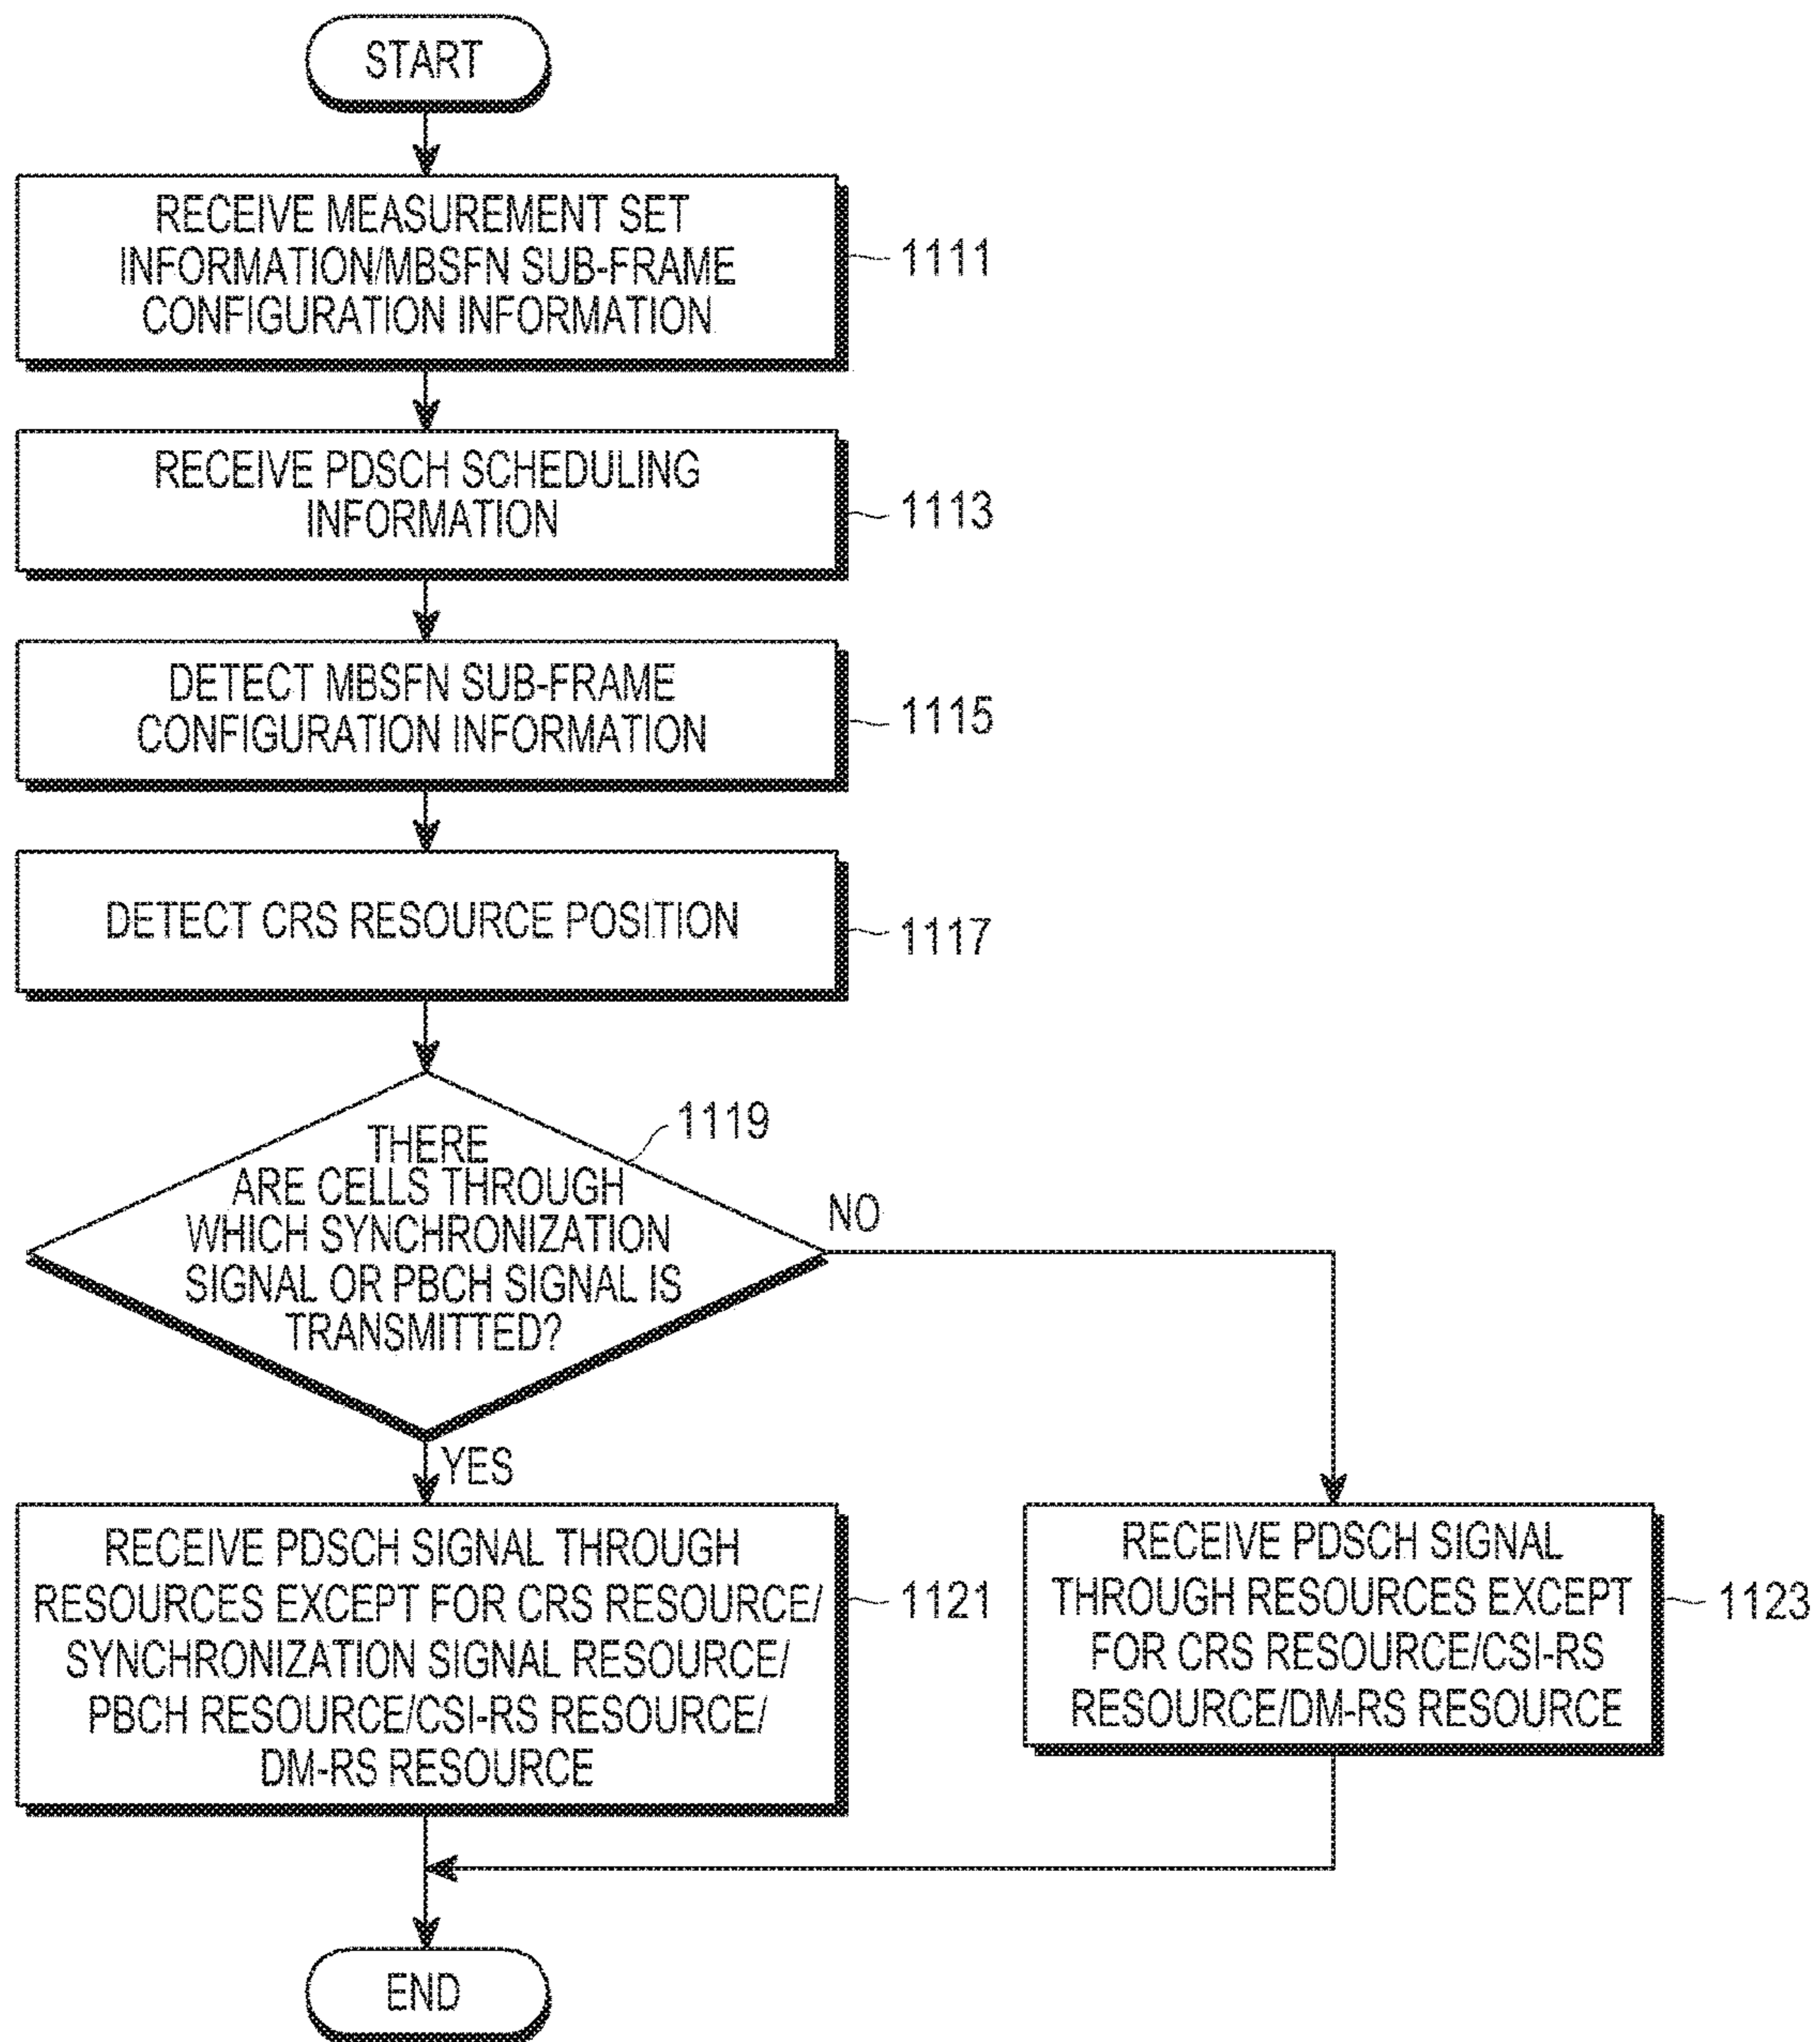 START
RECEIVE MEASUREMENT SET
INFORMATION/MBSFN SUB-FRAME
CONFIGURATION INFORMATION
1111
RECEIVE PDSCH SCHEDULING
INFORMATION
1113
DETECT MBSFN SUB-FRAME
CONFIGURATION INFORMATION
1115
DETECT CRS RESOURCE POSITION
1117
THERE
ARE CELLS THROUGH
WHICH SYNCHRONIZATION
SIGNAL OR PBCH SIGNAL IS
TRANSMITTED?
1119
NO
YES
RECEIVE PDSCH SIGNAL THROUGH
RESOURCES EXCEPT FOR CRS RESOURCE/
SYNCHRONIZATION SIGNAL RESOURCE/
PBCH RESOURCE/CSI-RS RESOURCE/
DM-RS RESOURCE
1121
RECEIVE PDSCH SIGNAL
THROUGH RESOURCES EXCEPT
FOR CRS RESOURCE/CSI-RS
RESOURCE/DM-RS RESOURCE
1123
END